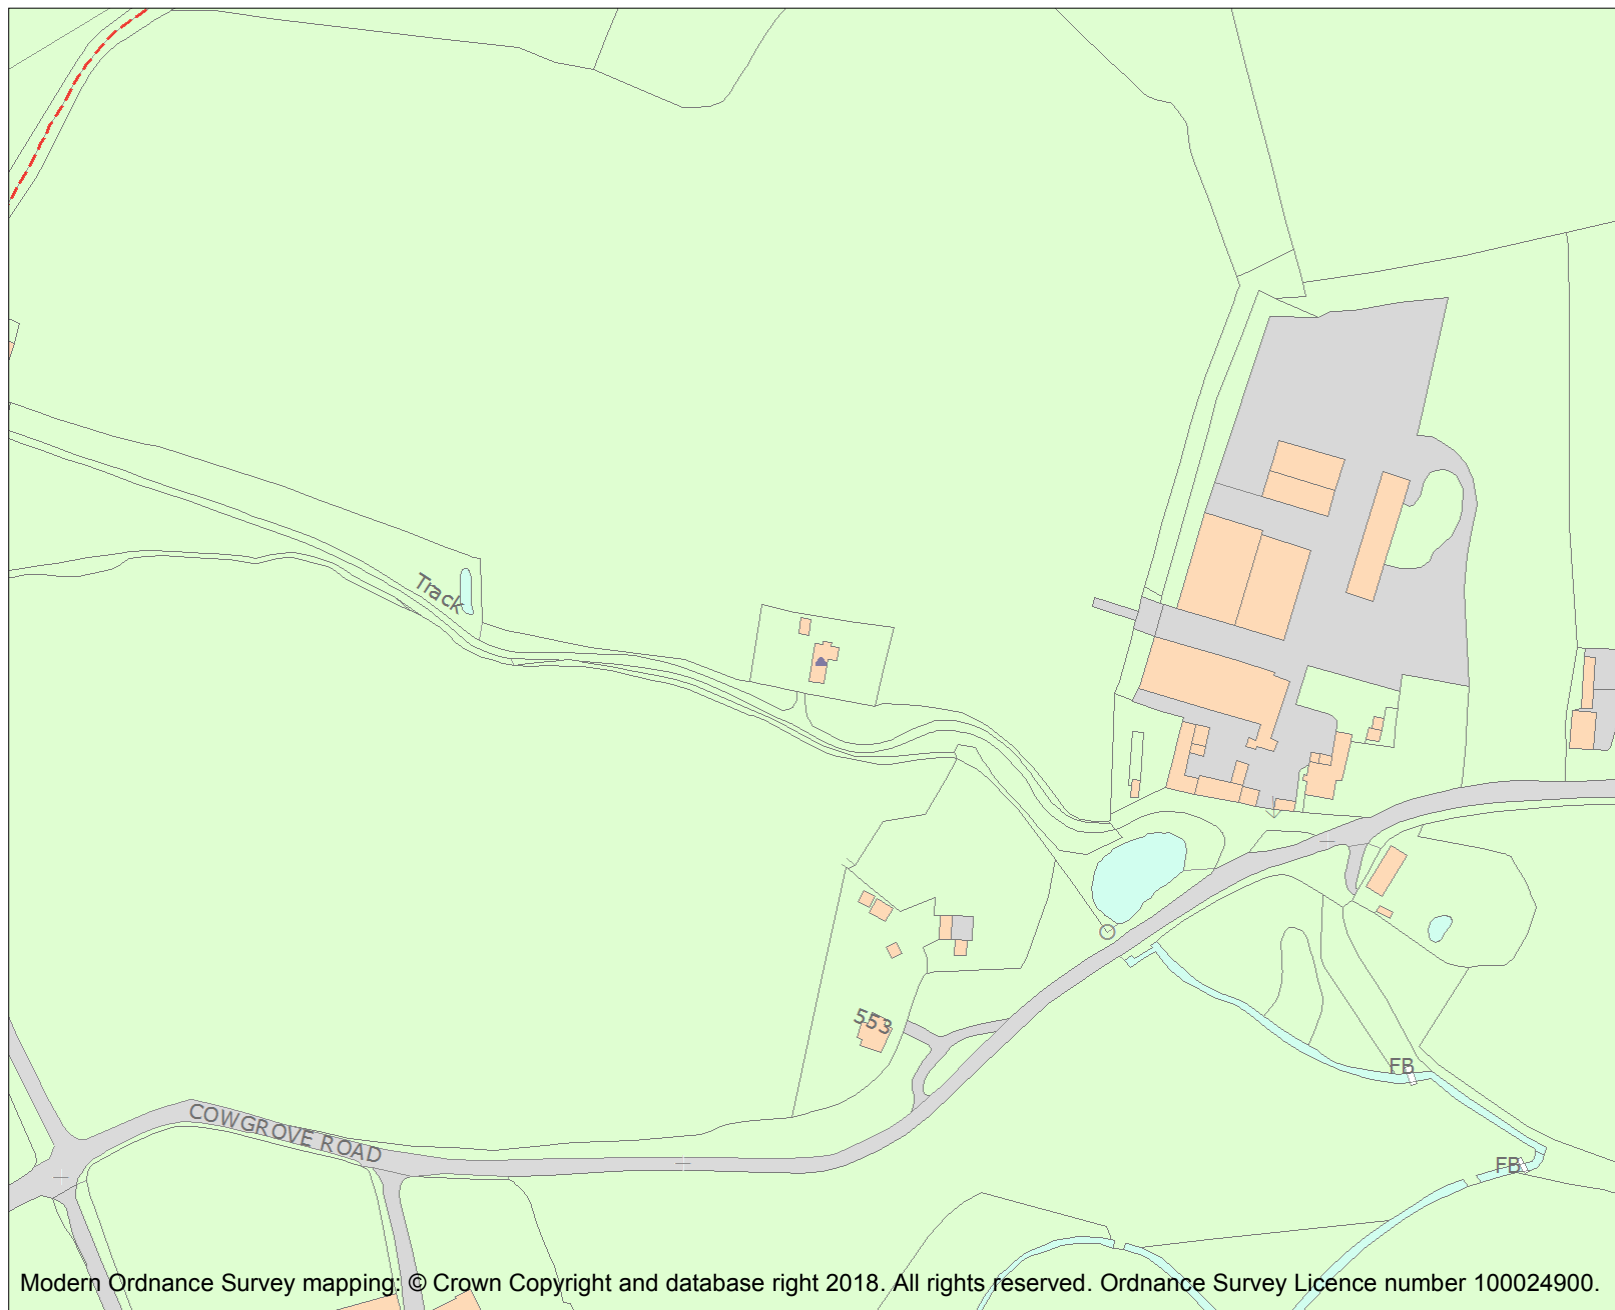 Track
553
FB
COWGROVE ROAD
FB
Modern Ordnance Survey mapping: © Crown Copyright and database right 2018. All rights reserved. Ordnance Survey Licence number 100024900.